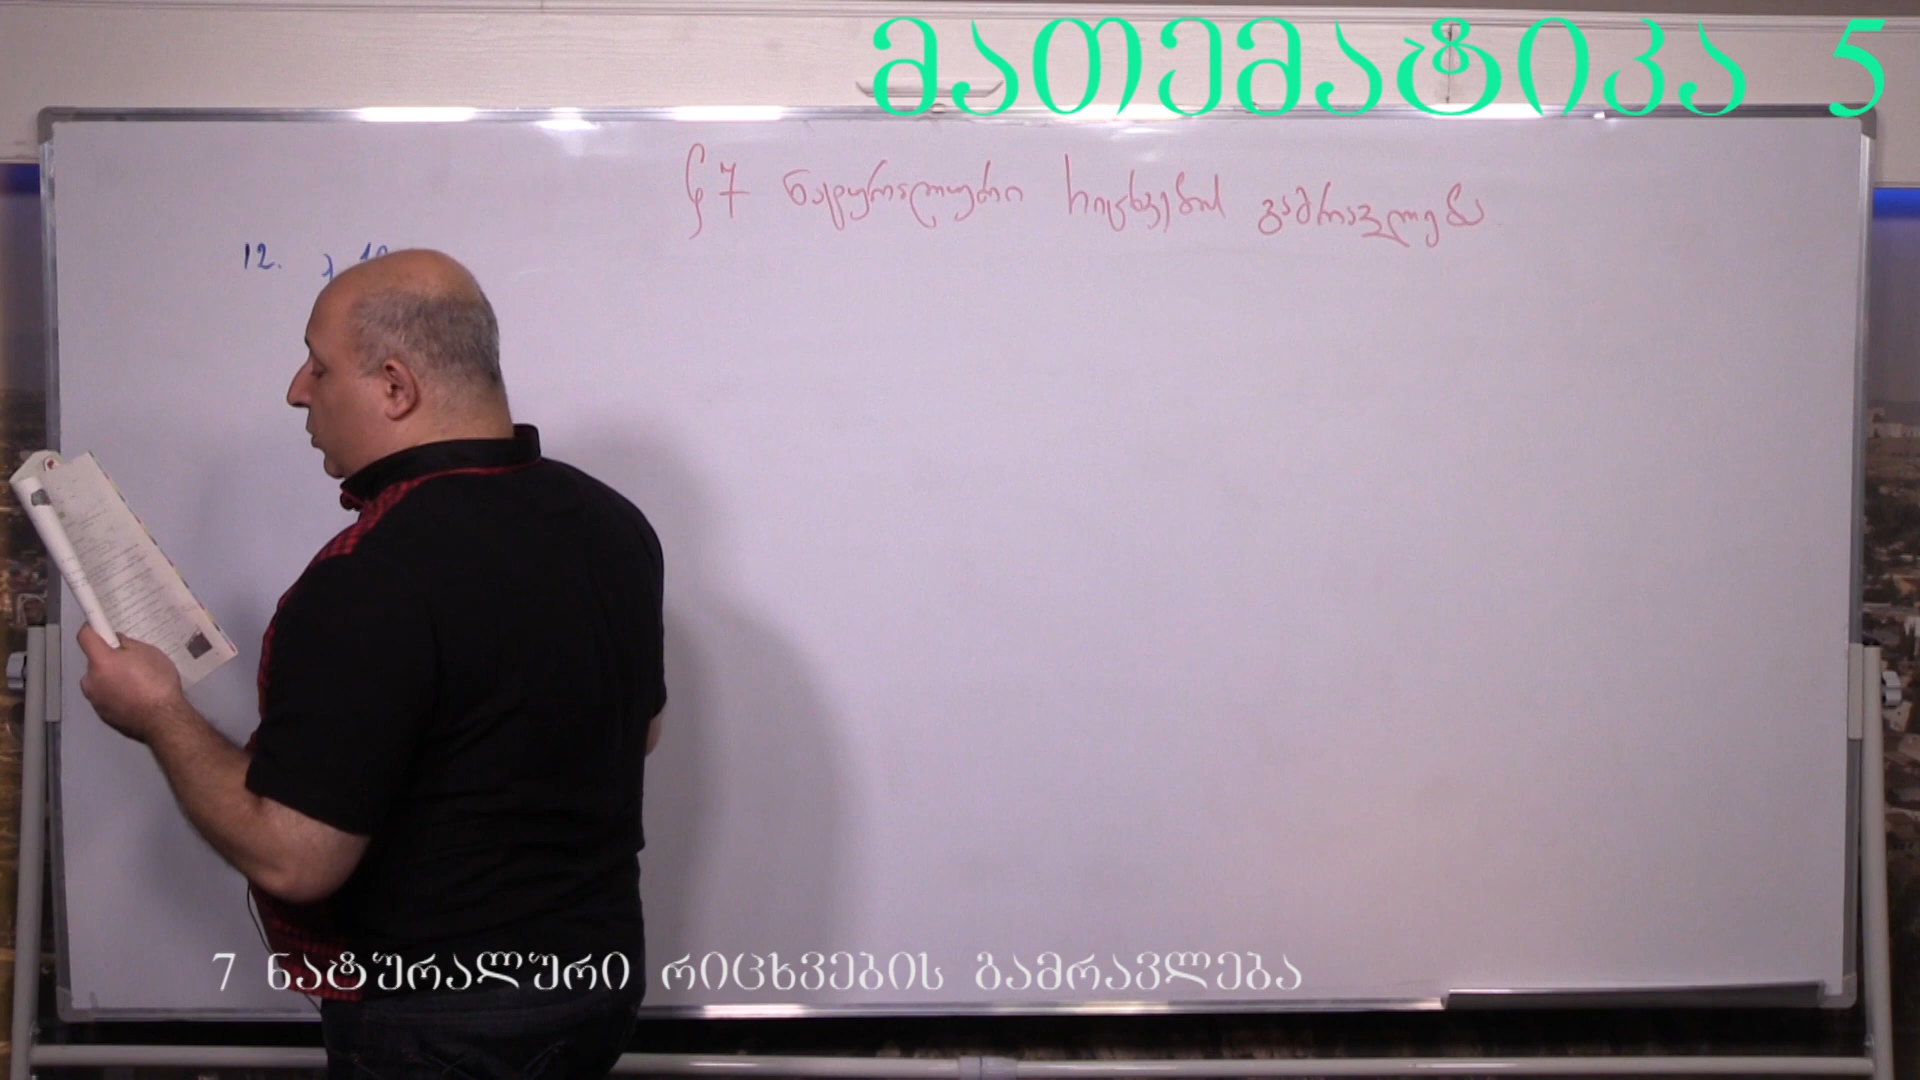 მათემატიკა 5
§7 ნატურალური რიცხვების გამრავლება
12.
7 ნატურალური რიცხვების გამრავლება